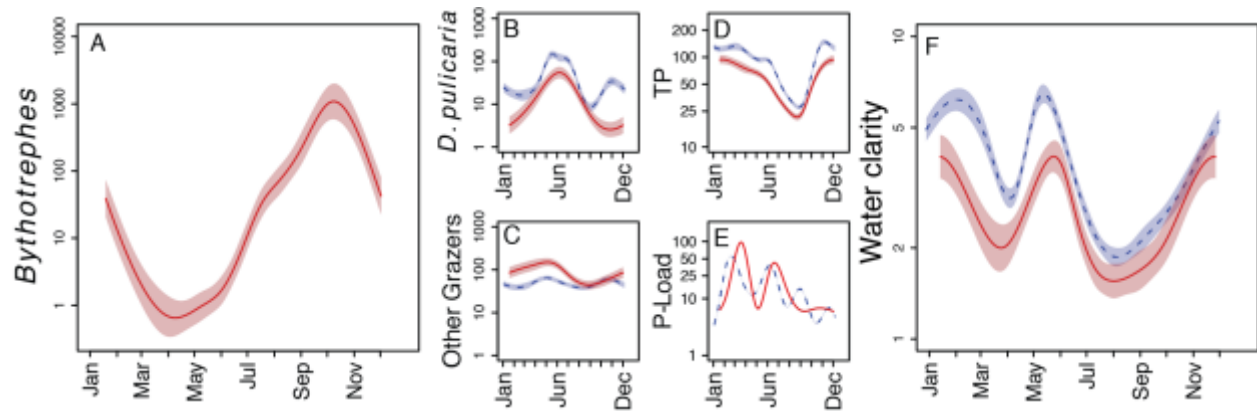 A
Bythotrephes
10000
1000
100
10
1
Jan
Mar
May
Jul
Sep
Nov
B
D. pulicaria
1000
100
10
1
Jan
Jun
Dec
C
Other Grazers
1000
100
10
1
Jan
Jun
Dec
D
TP
200
100
50
25
10
Jan
Jun
Dec
E
P-Load
100
50
25
10
1
Jan
Jun
Dec
F
Water clarity
10
5
2
1
Jan
Mar
May
Jul
Sep
Nov